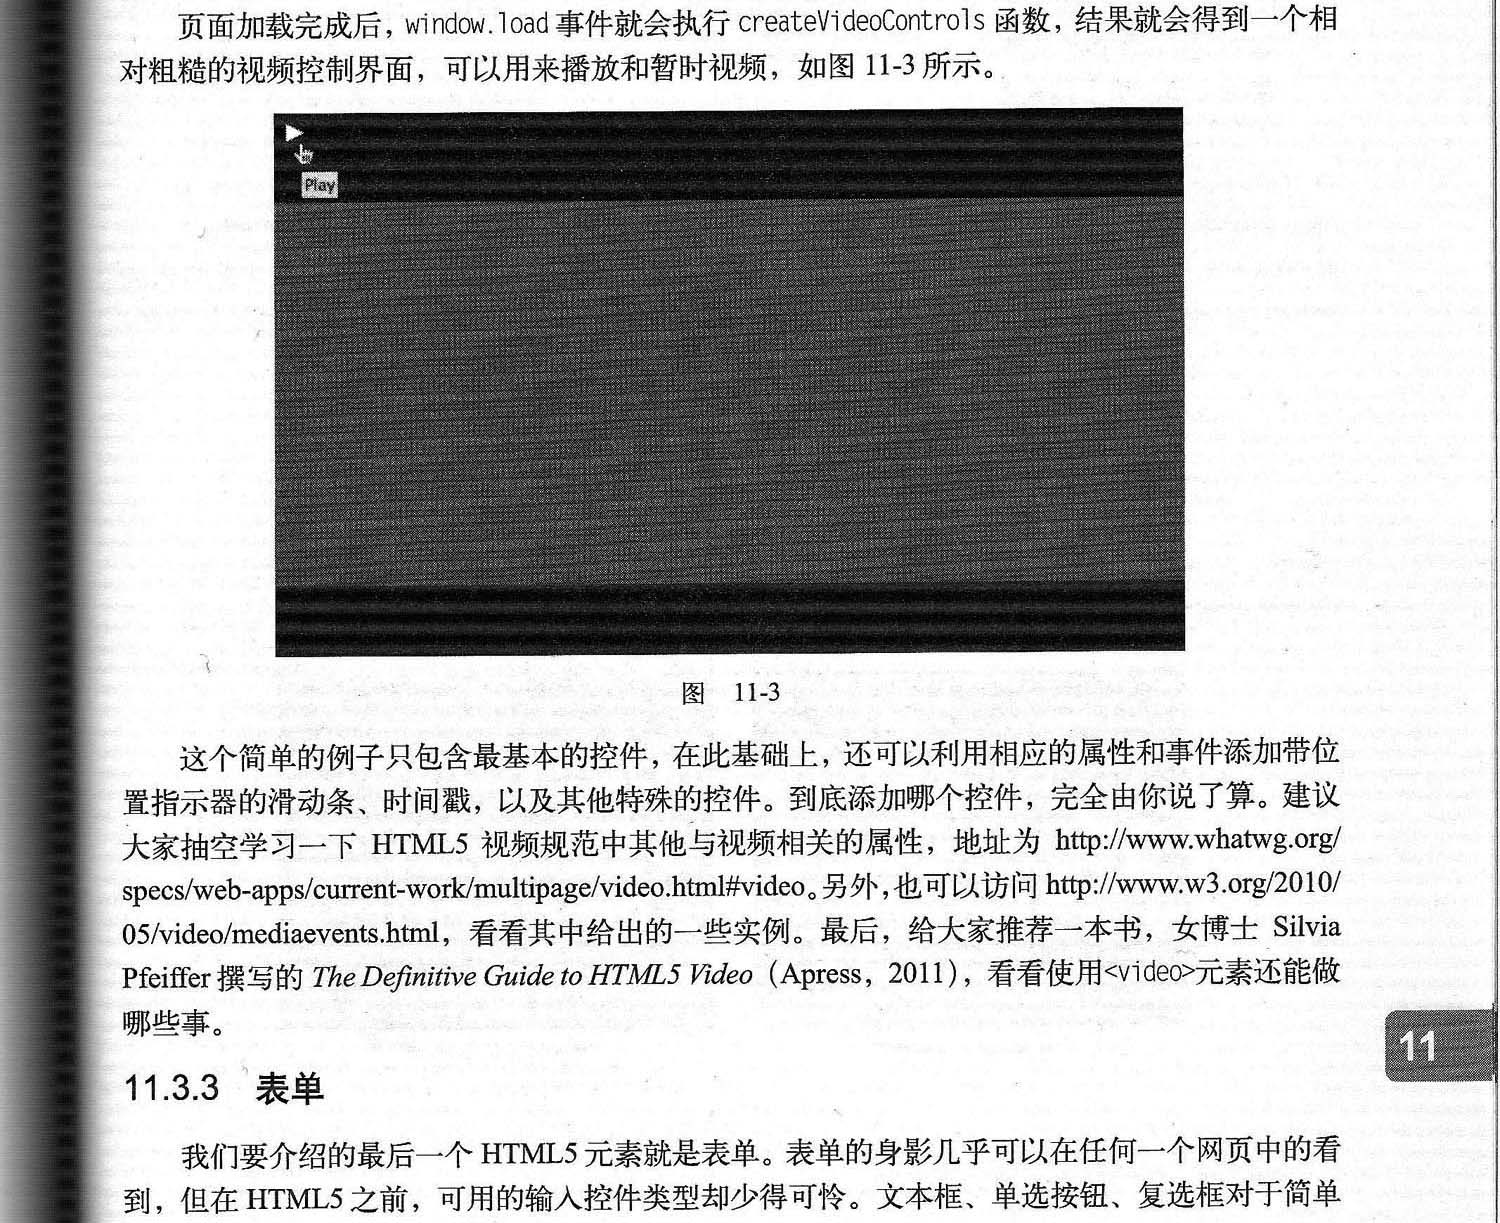 页面加载完成后，window.load 事件就会执行 createVideoControls 函数，结果就会得到一个相
对粗糙的视频控制界面，可以用来播放和暂时视频，如图 11-3 所示。
Play
图 11-3
这个简单的例子只包含最基本的控件，在此基础上，还可以利用相应的属性和事件添加带位
置指示器的滑动条、时间戳，以及其他特殊的控件。到底添加哪个控件，完全由你说了算。建议
大家抽空学习一下 HTML5 视频规范中其他与视频相关的属性，地址为 http://www.whatwg.org/
specs/web-apps/current-work/multipage/video.html#video。另外，也可以访问 http://www.w3.org/2010/
05/video/mediaevents.html，看看其中给出的一些实例。最后，给大家推荐一本书，女博士 Silvia
Pfeiffer 撰写的 The Definitive Guide to HTML5 Video（Apress，2011），看看使用<video>元素还能做
哪些事。
11
11.3.3 表单
我们要介绍的最后一个 HTML5 元素就是表单。表单的身影几乎可以在任何一个网页中的看
到，但在 HTML5 之前，可用的输入控件类型却少得可怜。文本框、单选按钮、复选框对于简单